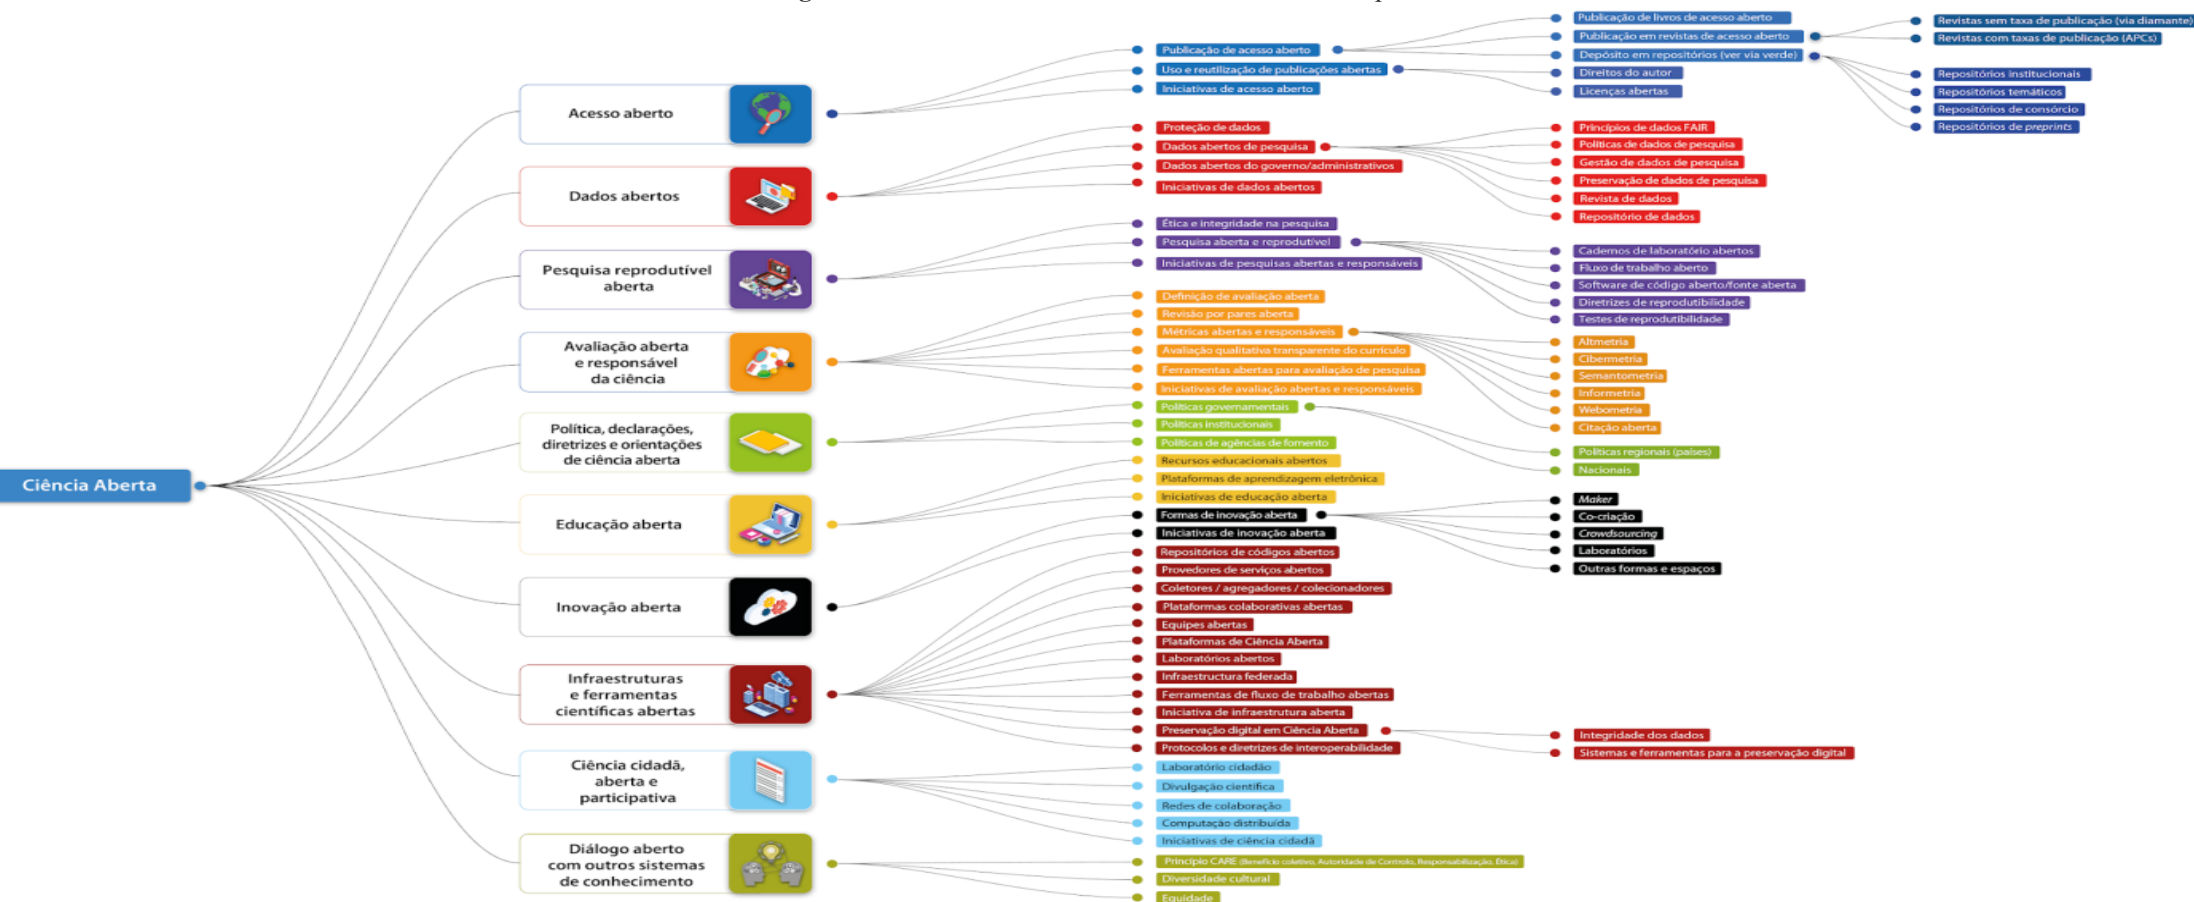 Ciência Aberta
Acesso aberto
Publicação de acesso aberto
Publicação de livros de acesso aberto
Publicação em revistas de acesso aberto
Revistas sem taxa de publicação (via diamante)
Revistas com taxas de publicação (APCs)
Depósito em repositórios (ver via verde)
Repositórios institucionais
Repositórios temáticos
Repositórios de consórcio
Repositórios de preprints
Uso e reutilização de publicações abertas
Direitos do autor
Licenças abertas
Iniciativas de acesso aberto
Dados abertos
Proteção de dados
Dados abertos de pesquisa
Princípios de dados FAIR
Políticas de dados de pesquisa
Gestão de dados de pesquisa
Preservação de dados de pesquisa
Revista de dados
Repositório de dados
Dados abertos do governo/administrativos
Iniciativas de dados abertos
Pesquisa reprodutível
aberta
Ética e integridade na pesquisa
Pesquisa aberta e reprodutível
Cadernos de laboratório abertos
Fluxo de trabalho aberto
Software de código aberto/fonte aberta
Diretrizes de reprodutibilidade
Testes de reprodutibilidade
Iniciativas de pesquisas abertas e responsáveis
Avaliação aberta
e responsável
da ciência
Definição de avaliação aberta
Revisão por pares aberta
Métricas abertas e responsáveis
Altmetria
Cibermetria
Semantometria
Informetria
Webometria
Citação aberta
Avaliação qualitativa transparente do currículo
Ferramentas abertas para avaliação de pesquisa
Iniciativas de avaliação abertas e responsáveis
Política, declarações,
diretrizes e orientações
de ciência aberta
Políticas governamentais
Políticas regionais (países)
Nacionais
Políticas institucionais
Políticas de agências de fomento
Educação aberta
Recursos educacionais abertos
Plataformas de aprendizagem eletrônica
Iniciativas de educação aberta
Inovação aberta
Formas de inovação aberta
Maker
Co-criação
Crowdsourcing
Laboratórios
Outras formas e espaços
Iniciativas de inovação aberta
Infraestruturas
e ferramentas
científicas abertas
Repositórios de códigos abertos
Provedores de serviços abertos
Coletores / agregadores / colecionadores
Plataformas colaborativas abertas
Equipes abertas
Plataformas de Ciência Aberta
Laboratórios abertos
Infraestructura federada
Ferramentas de fluxo de trabalho abertas
Iniciativa de infraestrutura aberta
Preservação digital em Ciência Aberta
Integridade dos dados
Sistemas e ferramentas para a preservação digital
Protocolos e diretrizes de interoperabilidade
Ciência cidadã,
aberta e
participativa
Laboratório cidadão
Divulgação científica
Redes de colaboração
Computação distribuída
Iniciativas de ciência cidadã
Diálogo aberto
com outros sistemas
de conhecimento
Princípio CARE (Benefício coletivo, Autoridade de Controlo, Responsabilização, Ética)
Diversidade cultural
Equidade